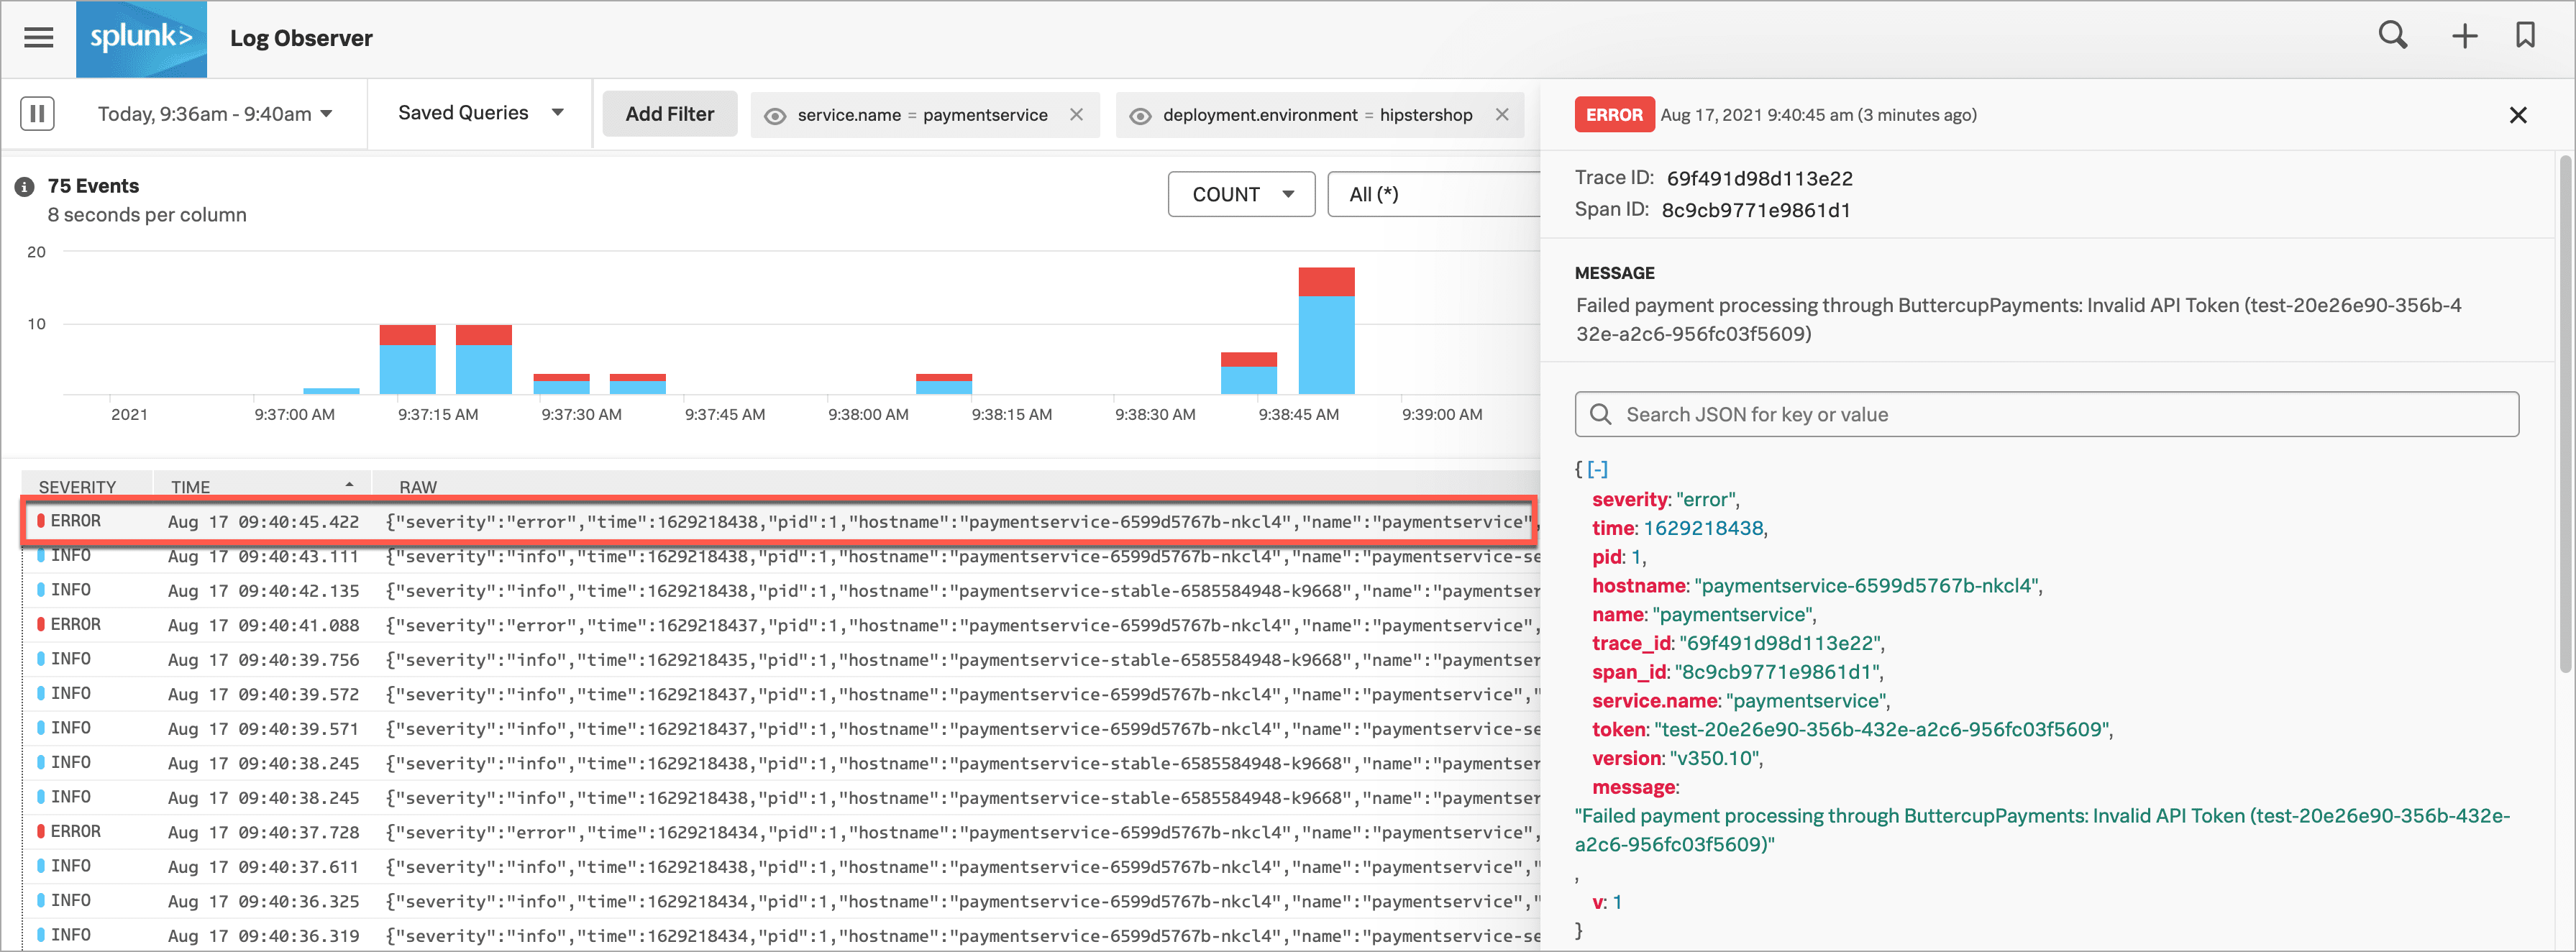 splunk> Log Observer
Today, 9:36am - 9:40am
Saved Queries
Add Filter
service.name = paymentservice
deployment.environment = hipstershop
75 Events
8 seconds per column
COUNT
All (*)
20
10
2021
9:37:00 AM
9:37:15 AM
9:37:30 AM
9:37:45 AM
9:38:00 AM
9:38:15 AM
9:38:30 AM
9:38:45 AM
9:39:00 AM
SEVERITY TIME RAW
ERROR Aug 17 09:40:45.422 {"severity":"error","time":1629218438,"pid":1,"hostname":"paymentservice-6599d5767b-nkcl4","name":"paymentservice",
INFO Aug 17 09:40:43.111 {"severity":"info","time":1629218438,"pid":1,"hostname":"paymentservice-6599d5767b-nkcl4","name":"paymentservice-se
INFO Aug 17 09:40:42.135 {"severity":"info","time":1629218438,"pid":1,"hostname":"paymentservice-stable-6585584948-k9668","name":"paymentser
ERROR Aug 17 09:40:41.088 {"severity":"error","time":1629218437,"pid":1,"hostname":"paymentservice-6599d5767b-nkcl4","name":"paymentservice",
INFO Aug 17 09:40:39.756 {"severity":"info","time":1629218435,"pid":1,"hostname":"paymentservice-stable-6585584948-k9668","name":"paymentser
INFO Aug 17 09:40:39.572 {"severity":"info","time":1629218437,"pid":1,"hostname":"paymentservice-6599d5767b-nkcl4","name":"paymentservice","
INFO Aug 17 09:40:39.571 {"severity":"info","time":1629218437,"pid":1,"hostname":"paymentservice-6599d5767b-nkcl4","name":"paymentservice-se
INFO Aug 17 09:40:38.245 {"severity":"info","time":1629218438,"pid":1,"hostname":"paymentservice-stable-6585584948-k9668","name":"paymentser
INFO Aug 17 09:40:38.245 {"severity":"info","time":1629218438,"pid":1,"hostname":"paymentservice-stable-6585584948-k9668","name":"paymentser
ERROR Aug 17 09:40:37.728 {"severity":"error","time":1629218434,"pid":1,"hostname":"paymentservice-6599d5767b-nkcl4","name":"paymentservice",
INFO Aug 17 09:40:37.611 {"severity":"info","time":1629218438,"pid":1,"hostname":"paymentservice-6599d5767b-nkcl4","name":"paymentservice","
INFO Aug 17 09:40:36.325 {"severity":"info","time":1629218434,"pid":1,"hostname":"paymentservice-6599d5767b-nkcl4","name":"paymentservice","
INFO Aug 17 09:40:36.319 {"severity":"info","time":1629218434,"pid":1,"hostname":"paymentservice-6599d5767b-nkcl4","name":"paymentservice-se
ERROR Aug 17, 2021 9:40:45 am (3 minutes ago)
Trace ID: 69f491d98d113e22
Span ID: 8c9cb9771e9861d1
MESSAGE
Failed payment processing through ButtercupPayments: Invalid API Token (test-20e26e90-356b-4
32e-a2c6-956fc03f5609)
Search JSON for key or value
{ [-]
severity: "error",
time: 1629218438,
pid: 1,
hostname: "paymentservice-6599d5767b-nkcl4",
name: "paymentservice",
trace_id: "69f491d98d113e22",
span_id: "8c9cb9771e9861d1",
service.name: "paymentservice",
token: "test-20e26e90-356b-432e-a2c6-956fc03f5609",
version: "v350.10",
message:
"Failed payment processing through ButtercupPayments: Invalid API Token (test-20e26e90-356b-432e-
a2c6-956fc03f5609)"
,
v: 1
}